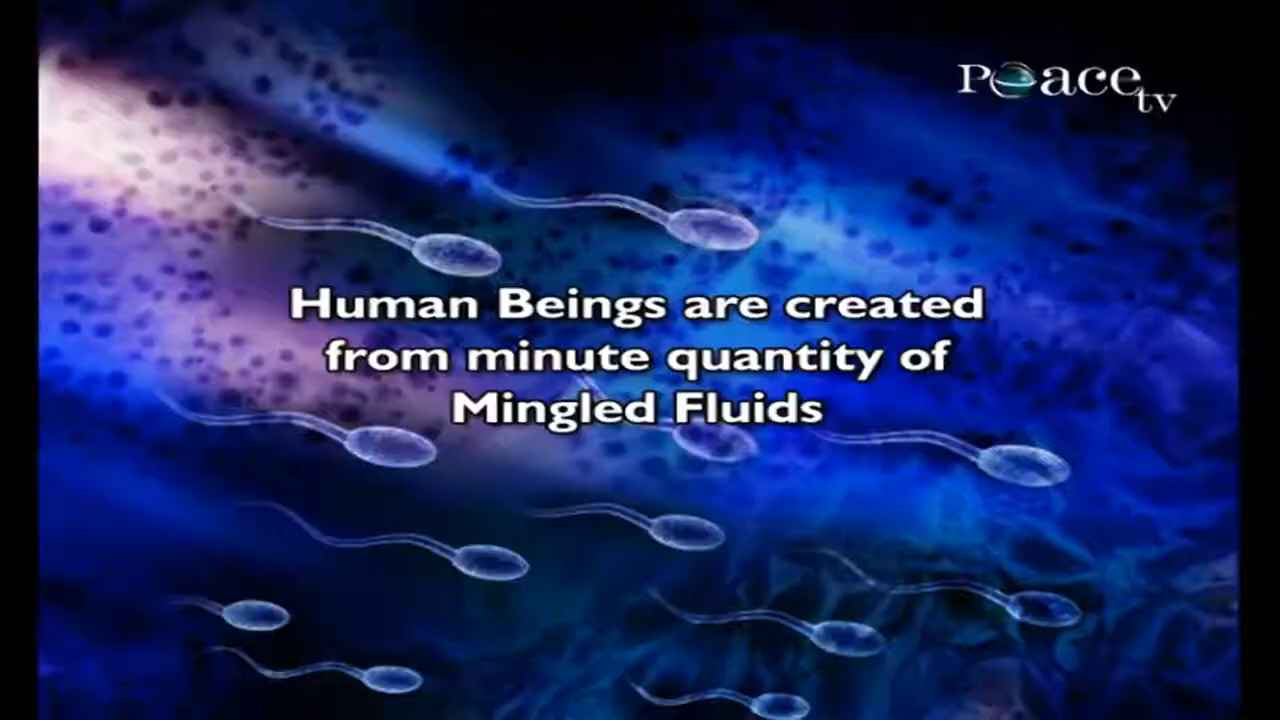 Peace tv
Human Beings are created
from minute quantity of
Mingled Fluids